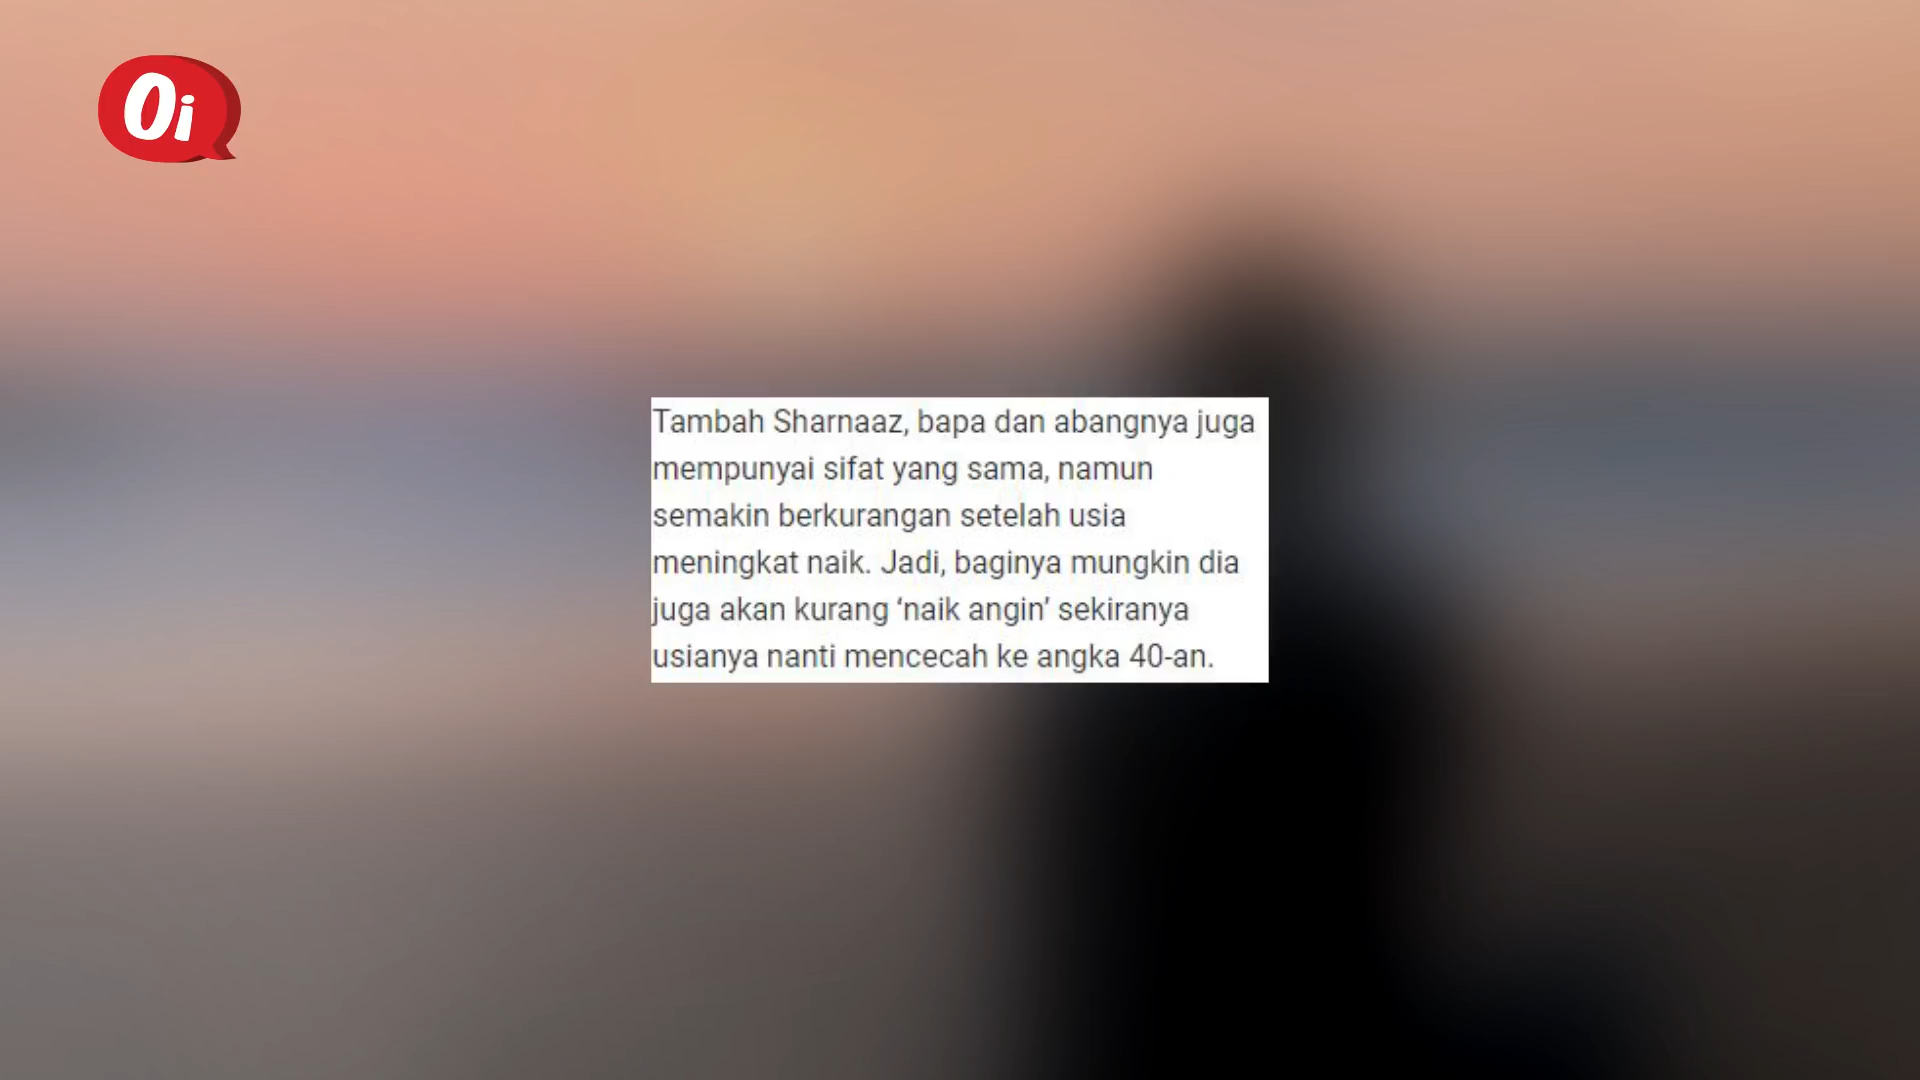 Oi
Tambah Sharnaaz, bapa dan abangnya juga
mempunyai sifat yang sama, namun
semakin berkurangan setelah usia
meningkat naik. Jadi, baginya mungkin dia
juga akan kurang ‘naik angin’ sekiranya
usianya nanti mencecah ke angka 40-an.